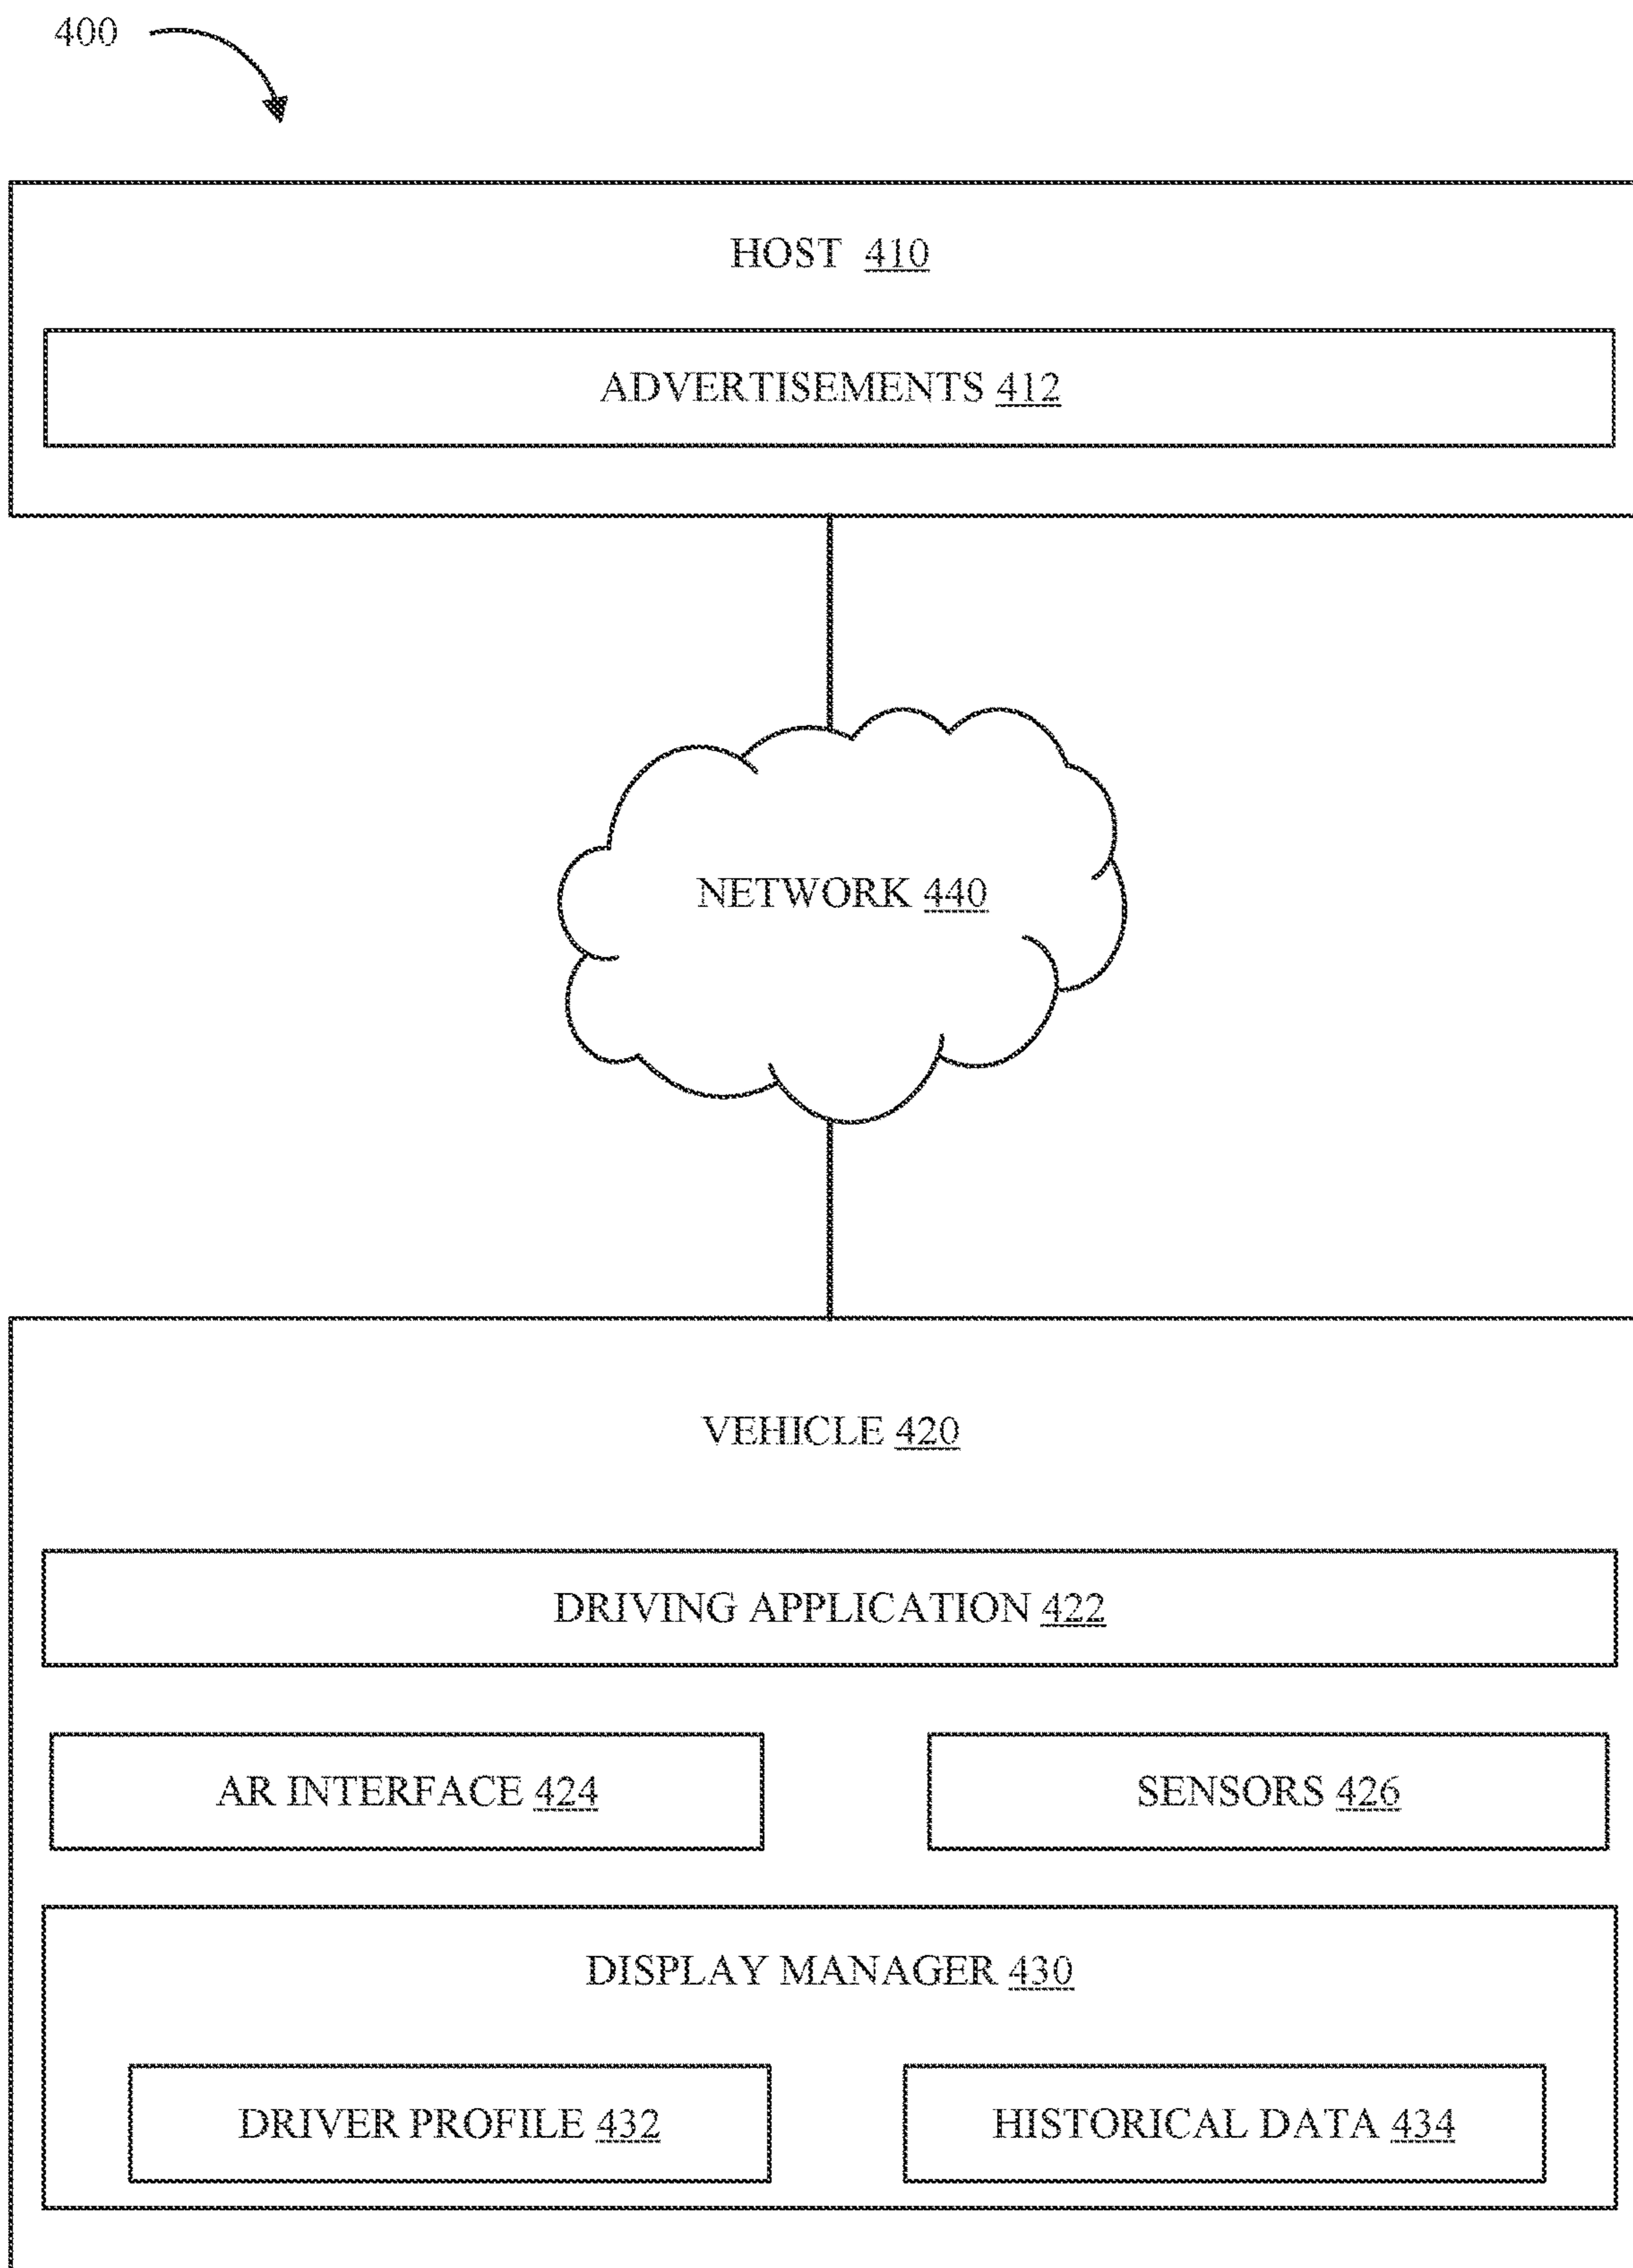 400
HOST 410
ADVERTISEMENTS 412
NETWORK 440
VEHICLE 420
DRIVING APPLICATION 422
AR INTERFACE 424
SENSORS 426
DISPLAY MANAGER 430
DRIVER PROFILE 432
HISTORICAL DATA 434